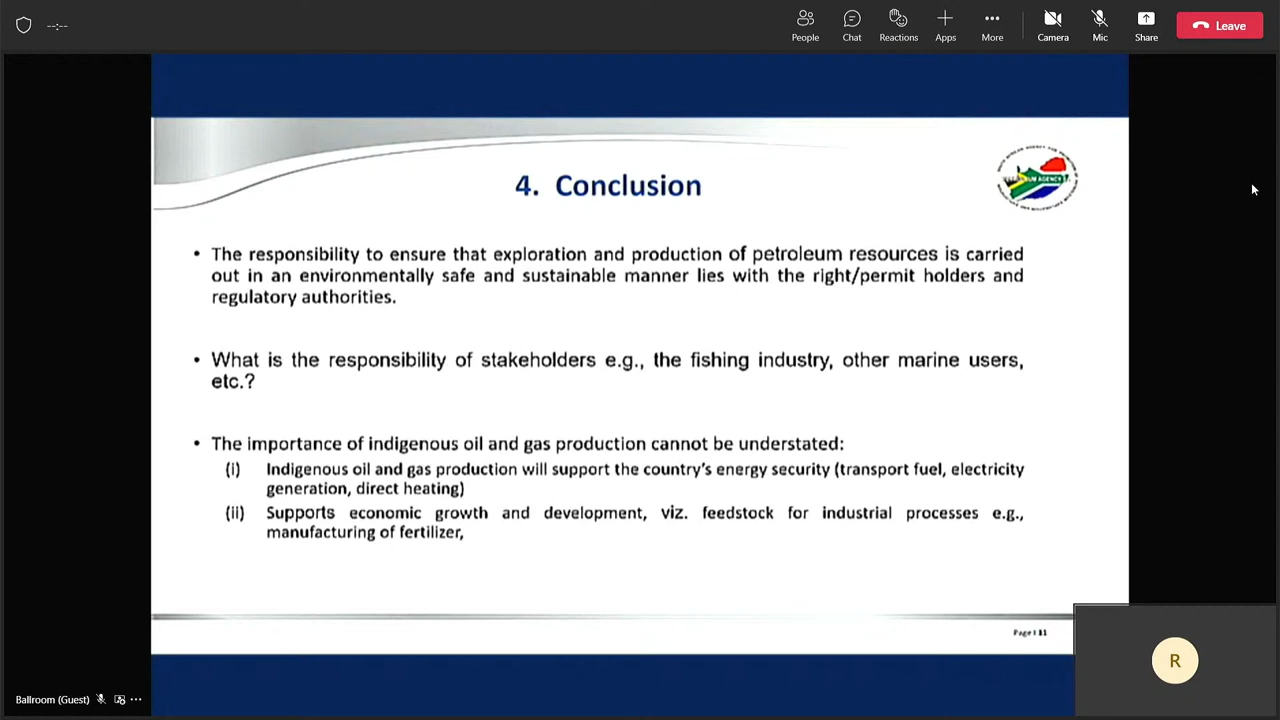 --:--
People
Chat
Reactions
Apps
More
Camera
Mic
Share
Leave
4. Conclusion
• The responsibility to ensure that exploration and production of petroleum resources is carried
out in an environmentally safe and sustainable manner lies with the right/permit holders and
regulatory authorities.
• What is the responsibility of stakeholders e.g., the fishing industry, other marine users,
etc.?
• The importance of indigenous oil and gas production cannot be understated:
(i) Indigenous oil and gas production will support the country's energy security (transport fuel, electricity
generation, direct heating)
(ii) Supports economic growth and development, viz. feedstock for industrial processes e.g.,
manufacturing of fertilizer,
Page I 11
R
Ballroom (Guest)